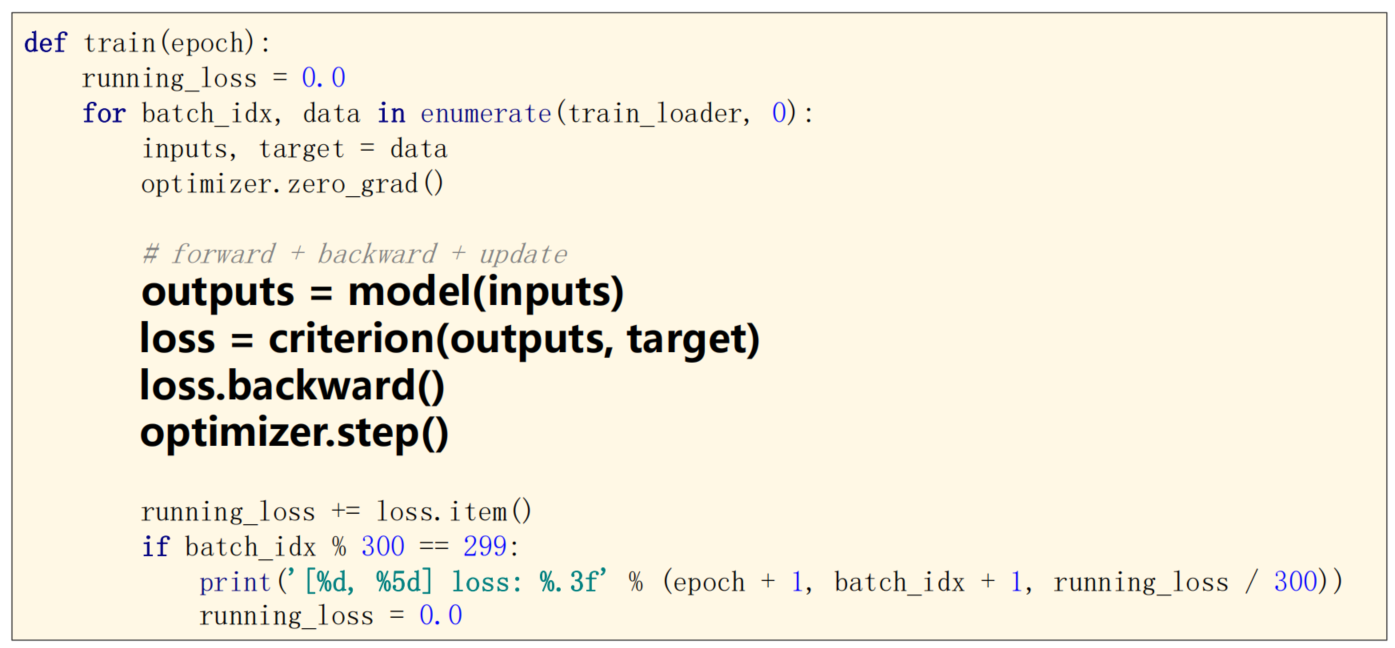 def train(epoch):
    running_loss = 0.0
    for batch_idx, data in enumerate(train_loader, 0):
        inputs, target = data
        optimizer.zero_grad()

        # forward + backward + update
        outputs = model(inputs)
        loss = criterion(outputs, target)
        loss.backward()
        optimizer.step()

        running_loss += loss.item()
        if batch_idx % 300 == 299:
            print('[%d, %5d] loss: %.3f' % (epoch + 1, batch_idx + 1, running_loss / 300))
            running_loss = 0.0